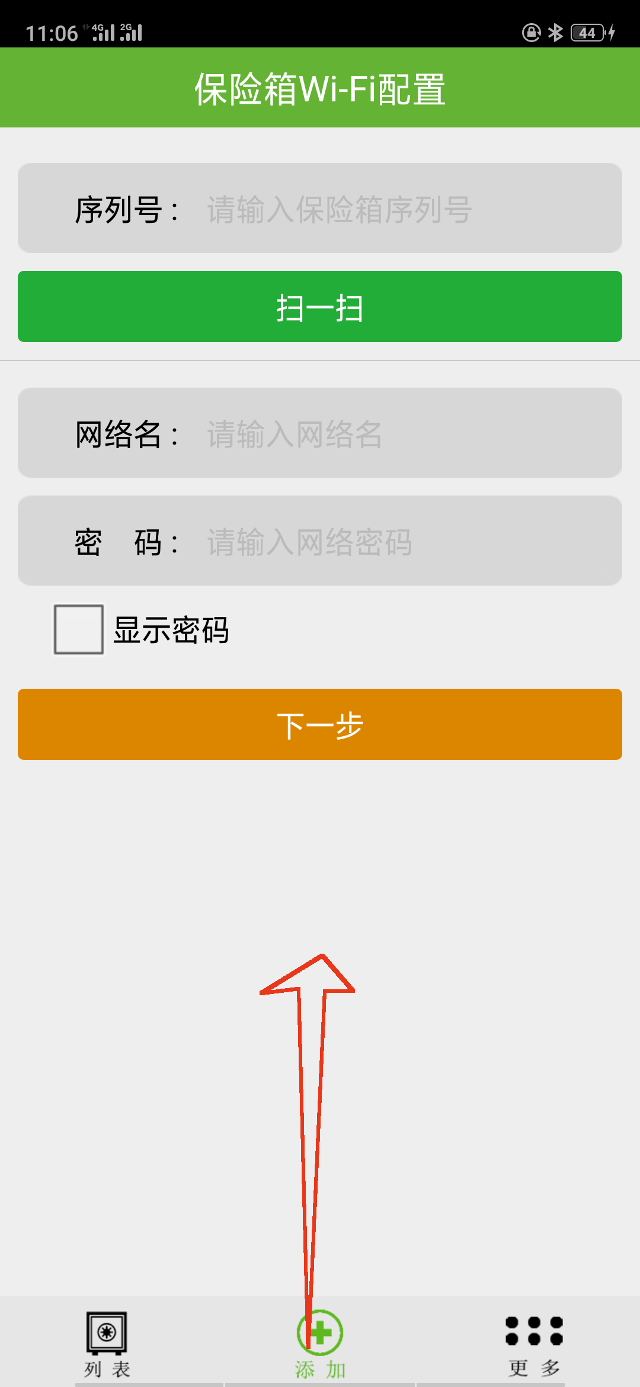 11:06 4G 2G 44
保险箱Wi-Fi配置
序列号： 请输入保险箱序列号
扫一扫
网络名： 请输入网络名
密 码： 请输入网络密码
显示密码
下一步
列表 添加 更多